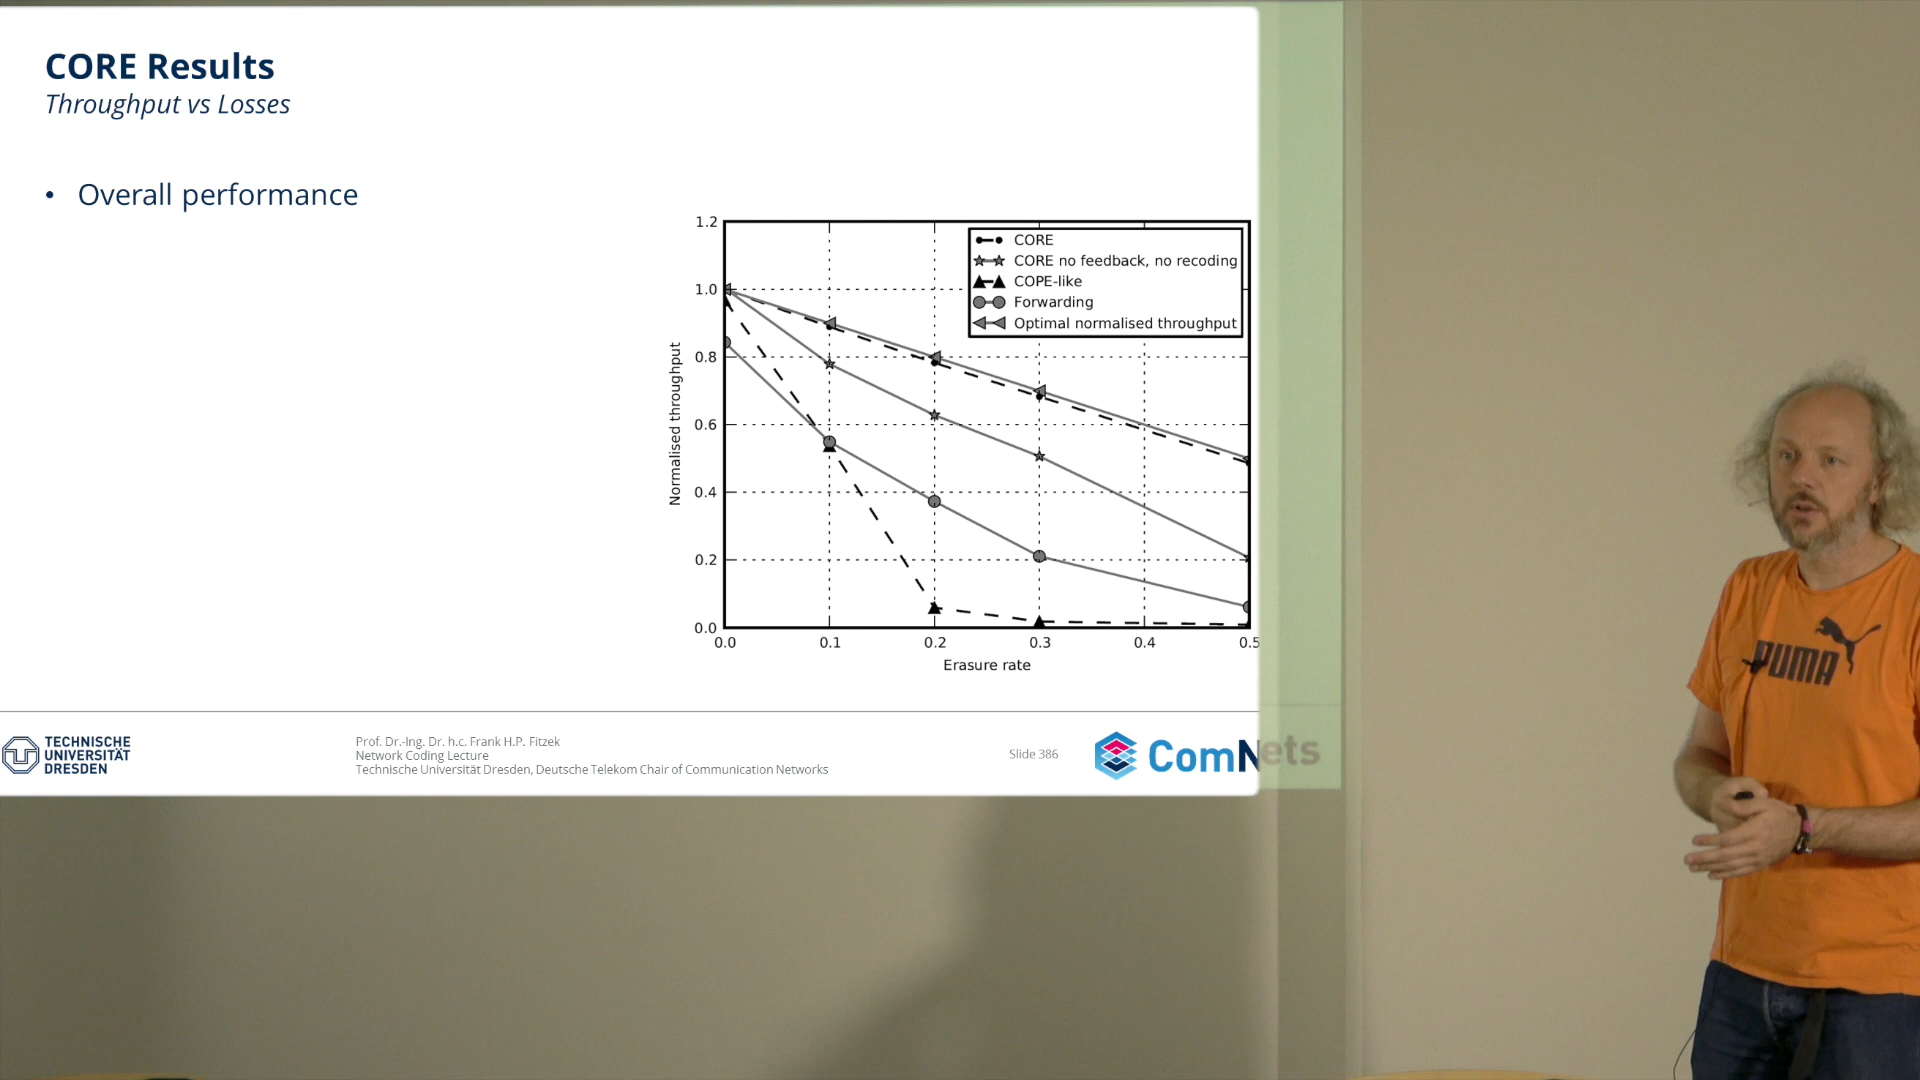 CORE Results
Throughput vs Losses
• Overall performance
1.2
1.0
0.8
0.6
0.4
0.2
0.0
Normalised throughput
CORE
CORE no feedback, no recoding
COPE-like
Forwarding
Optimal normalised throughput
0.0 0.1 0.2 0.3 0.4 0.5
Erasure rate
TECHNISCHE
UNIVERSITÄT
DRESDEN
Prof. Dr.-Ing. Dr. h.c. Frank H.P. Fitzek
Network Coding Lecture
Technische Universität Dresden, Deutsche Telekom Chair of Communication Networks
Slide 386
ComNets
PUMA